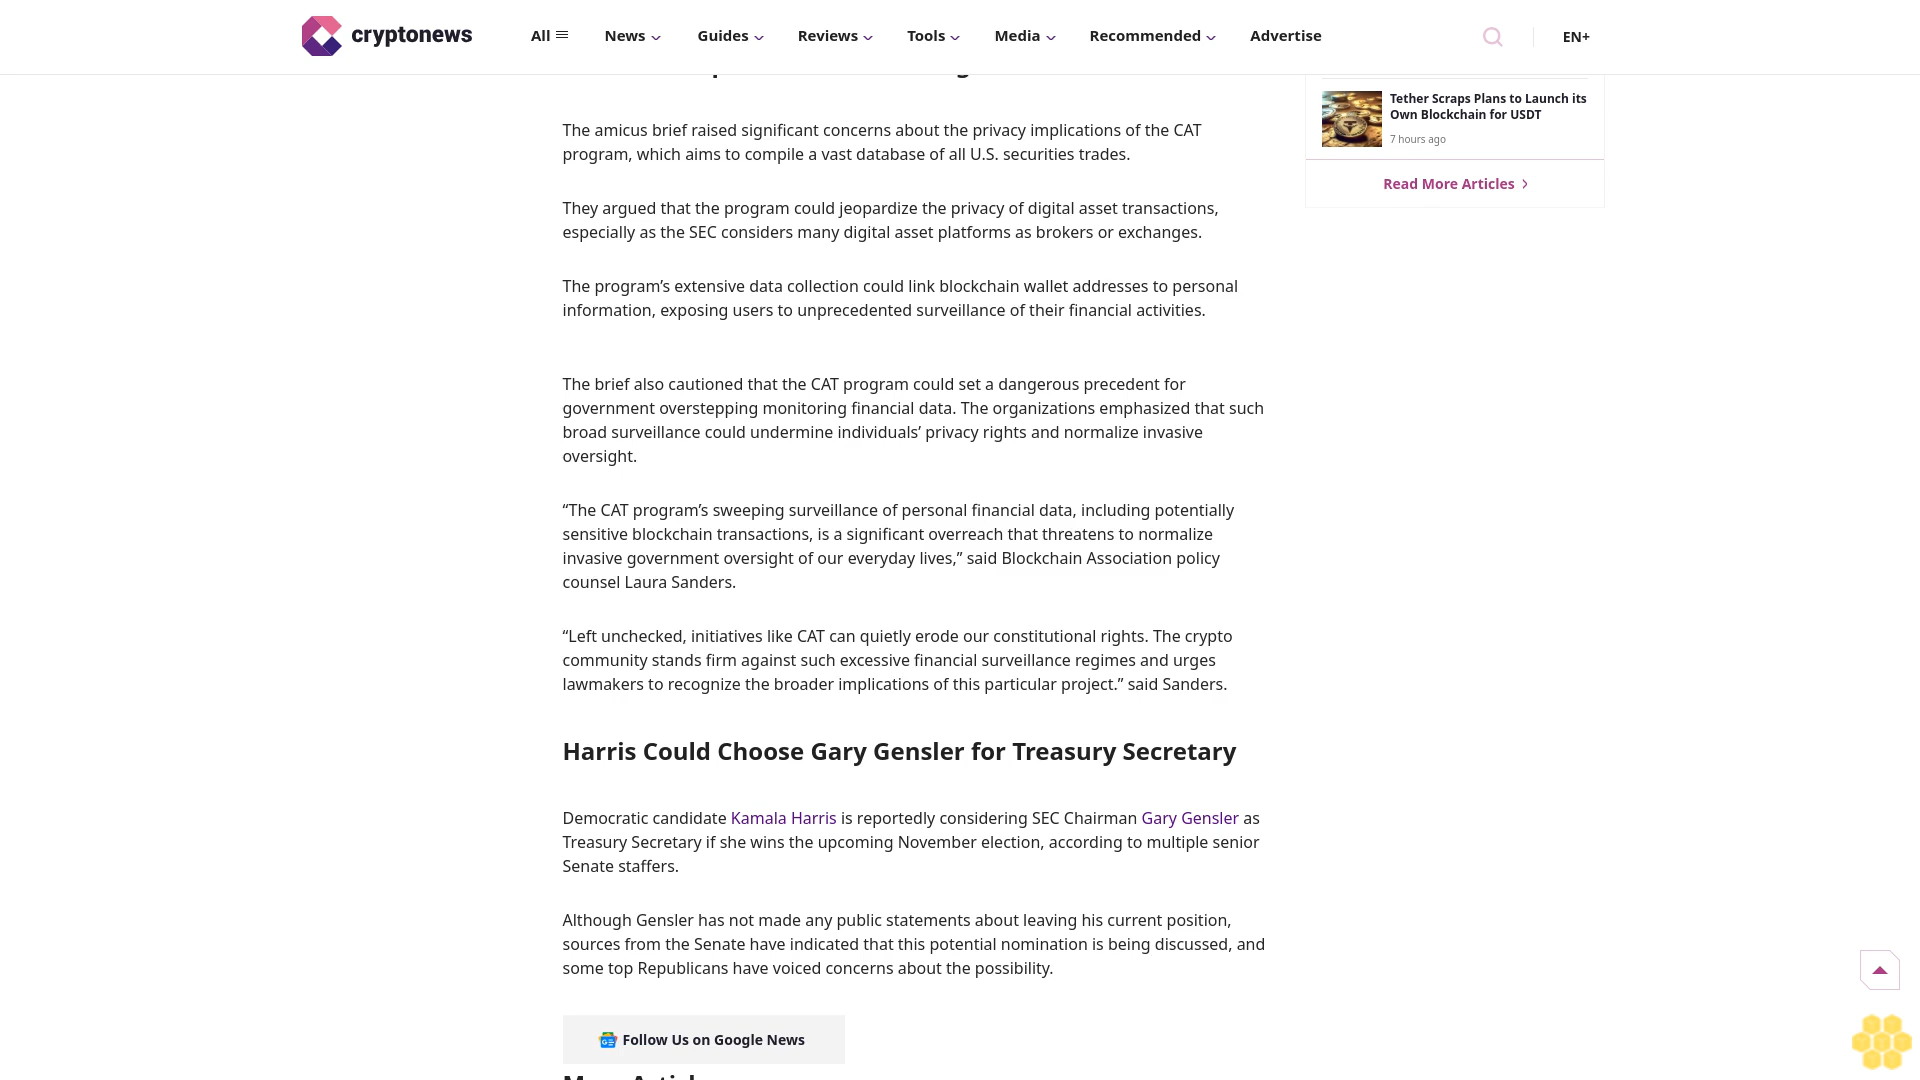 cryptonews
All
News
Guides
Reviews
Tools
Media
Recommended
Advertise
EN+
The amicus brief raised significant concerns about the privacy implications of the CAT
program, which aims to compile a vast database of all U.S. securities trades.
They argued that the program could jeopardize the privacy of digital asset transactions,
especially as the SEC considers many digital asset platforms as brokers or exchanges.
The program’s extensive data collection could link blockchain wallet addresses to personal
information, exposing users to unprecedented surveillance of their financial activities.
The brief also cautioned that the CAT program could set a dangerous precedent for
government overstepping monitoring financial data. The organizations emphasized that such
broad surveillance could undermine individuals’ privacy rights and normalize invasive
oversight.
“The CAT program’s sweeping surveillance of personal financial data, including potentially
sensitive blockchain transactions, is a significant overreach that threatens to normalize
invasive government oversight of our everyday lives,” said Blockchain Association policy
counsel Laura Sanders.
“Left unchecked, initiatives like CAT can quietly erode our constitutional rights. The crypto
community stands firm against such excessive financial surveillance regimes and urges
lawmakers to recognize the broader implications of this particular project.” said Sanders.
Harris Could Choose Gary Gensler for Treasury Secretary
Democratic candidate Kamala Harris is reportedly considering SEC Chairman Gary Gensler as
Treasury Secretary if she wins the upcoming November election, according to multiple senior
Senate staffers.
Although Gensler has not made any public statements about leaving his current position,
sources from the Senate have indicated that this potential nomination is being discussed, and
some top Republicans have voiced concerns about the possibility.
Follow Us on Google News
Tether Scraps Plans to Launch its
Own Blockchain for USDT
7 hours ago
Read More Articles